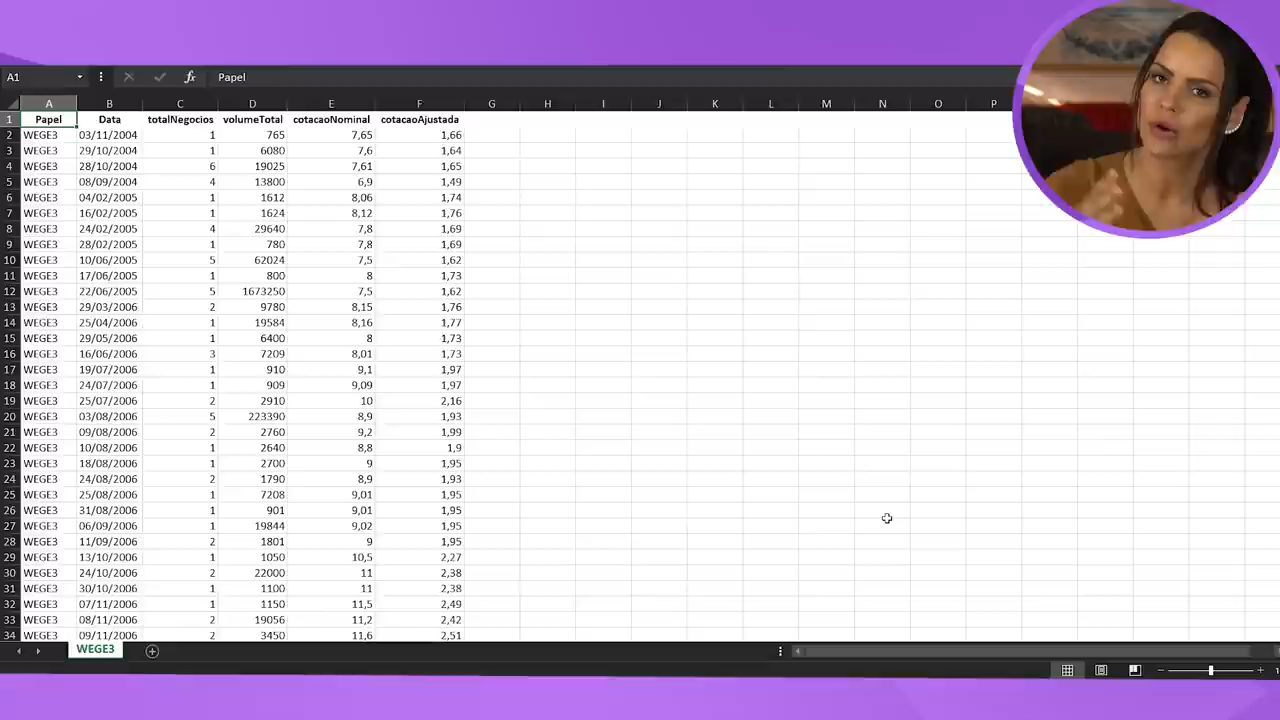 A1 fx Papel
A B C D E F G H I J K L M N O P
1 Papel Data totalNegocios volumeTotal cotacaoNominal cotacaoAjustada
2 WEGE3 03/11/2004 1 765 7,65 1,66
3 WEGE3 29/10/2004 1 6080 7,6 1,64
4 WEGE3 28/10/2004 6 19025 7,61 1,65
5 WEGE3 08/09/2004 4 13800 6,9 1,49
6 WEGE3 04/02/2005 1 1612 8,06 1,74
7 WEGE3 16/02/2005 1 1624 8,12 1,76
8 WEGE3 24/02/2005 4 29640 7,8 1,69
9 WEGE3 28/02/2005 1 780 7,8 1,69
10 WEGE3 10/06/2005 5 62024 7,5 1,62
11 WEGE3 17/06/2005 1 800 8 1,73
12 WEGE3 22/06/2005 5 1673250 7,5 1,62
13 WEGE3 29/03/2006 2 9780 8,15 1,76
14 WEGE3 25/04/2006 1 19584 8,16 1,77
15 WEGE3 29/05/2006 1 6400 8 1,73
16 WEGE3 16/06/2006 3 7209 8,01 1,73
17 WEGE3 19/07/2006 1 910 9,1 1,97
18 WEGE3 24/07/2006 1 909 9,09 1,97
19 WEGE3 25/07/2006 2 2910 10 2,16
20 WEGE3 03/08/2006 5 223390 8,9 1,93
21 WEGE3 09/08/2006 2 2760 9,2 1,99
22 WEGE3 10/08/2006 1 2640 8,8 1,9
23 WEGE3 18/08/2006 1 2700 9 1,95
24 WEGE3 24/08/2006 2 1790 8,9 1,93
25 WEGE3 25/08/2006 1 7208 9,01 1,95
26 WEGE3 31/08/2006 1 901 9,01 1,95
27 WEGE3 06/09/2006 1 19844 9,02 1,95
28 WEGE3 11/09/2006 2 1801 9 1,95
29 WEGE3 13/10/2006 1 1050 10,5 2,27
30 WEGE3 24/10/2006 2 22000 11 2,38
31 WEGE3 30/10/2006 1 1100 11 2,38
32 WEGE3 07/11/2006 1 1150 11,5 2,49
33 WEGE3 08/11/2006 2 19056 11,2 2,42
34 WEGE3 09/11/2006 2 3450 11,6 2,51
WEGE3